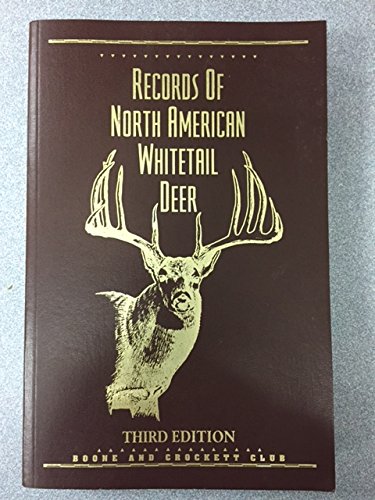 RECORDS OF
NORTH AMERICAN
WHITETAIL
DEER
THIRD EDITION
BOONE AND CROCKETT CLUB